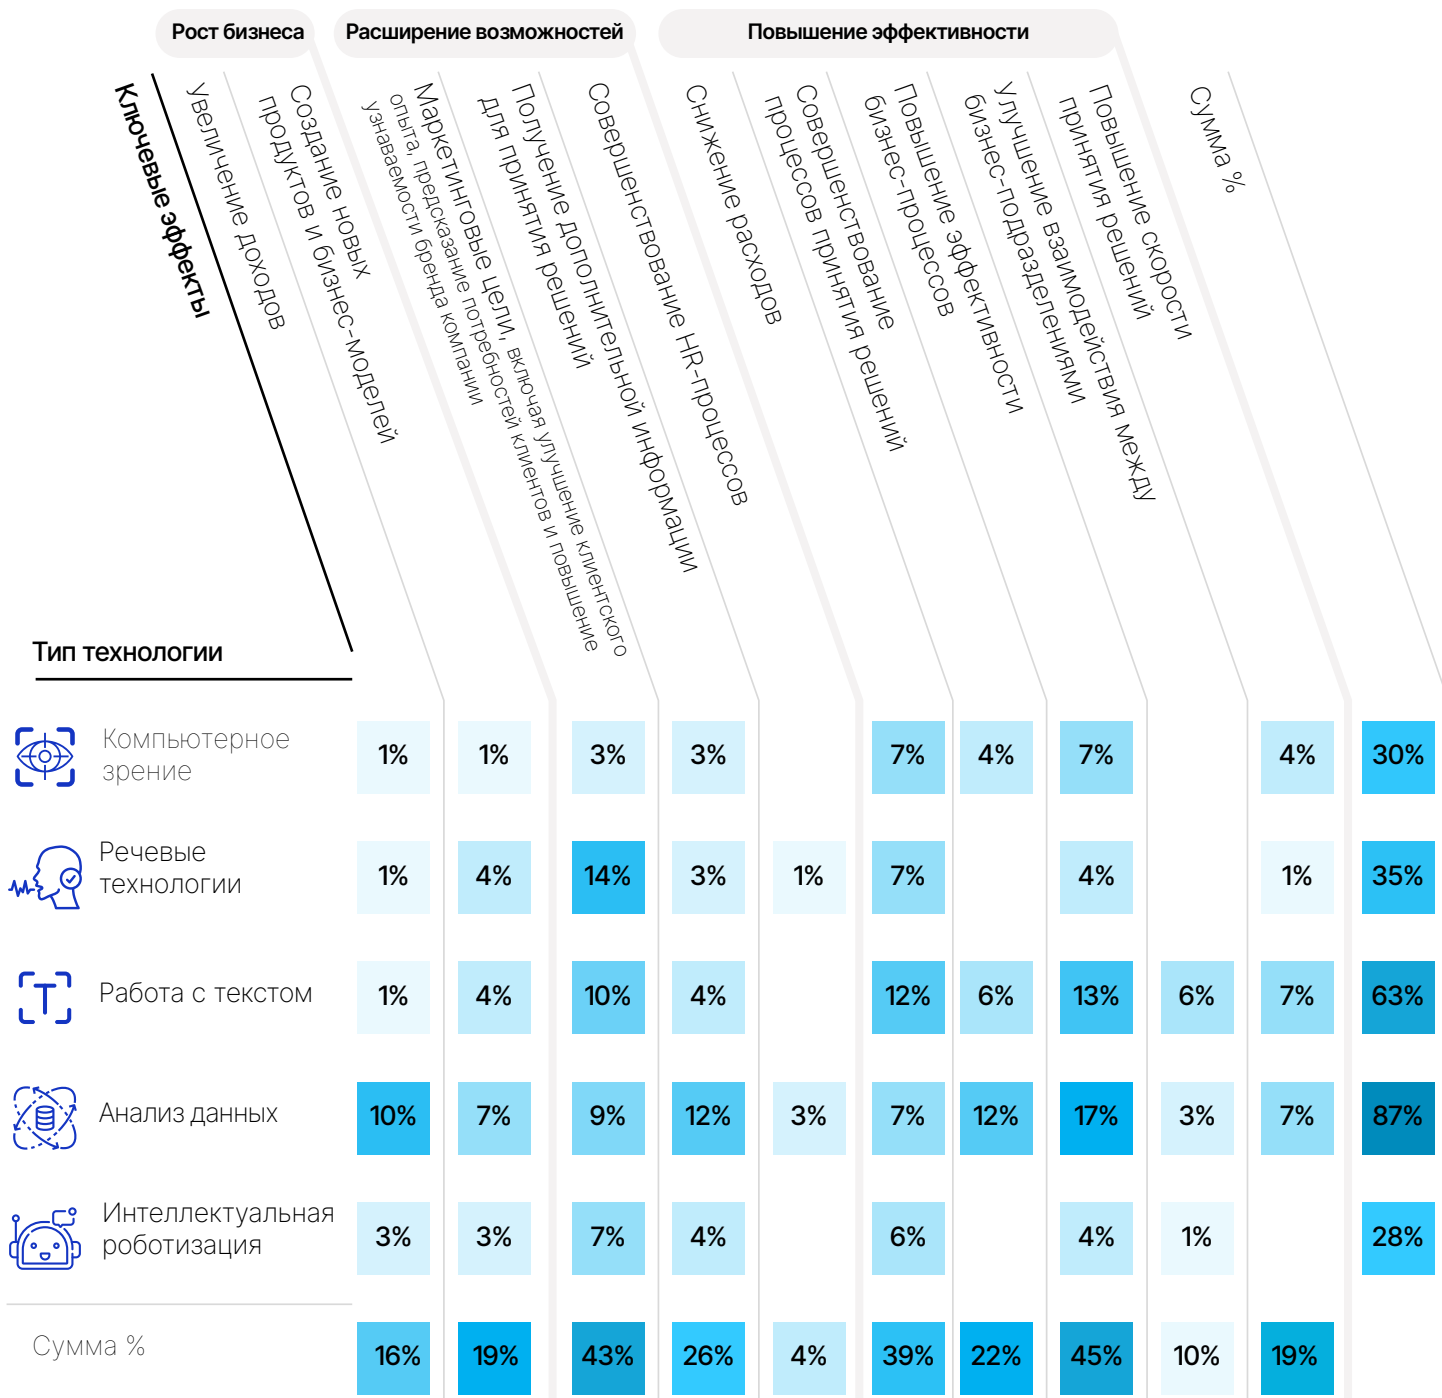 Рост бизнеса
Расширение возможностей
Повышение эффективности
Ключевые эффекты
Увеличение доходов
Создание новых
продуктов и бизнес-моделей
Маркетинговые цели, включая улучшение клиентского
опыта, предсказание потребностей клиентов и повышение
узнаваемости бренда компании
Получение дополнительной информации
для принятия решений
Совершенствование HR-процессов
Снижение расходов
Совершенствование
процессов принятия решений
Повышение эффективности
бизнес-процессов
Улучшение взаимодействия между
бизнес-подразделениями
Повышение скорости
принятия решений
Сумма %
Тип технологии
Компьютерное
зрение
1% 1% 3% 3% 7% 4% 7% 4% 30%
Речевые
технологии
1% 4% 14% 3% 1% 7% 4% 1% 35%
Работа с текстом
1% 4% 10% 4% 12% 6% 13% 6% 7% 63%
Анализ данных
10% 7% 9% 12% 3% 7% 12% 17% 3% 7% 87%
Интеллектуальная
роботизация
3% 3% 7% 4% 6% 4% 1% 28%
Сумма %
16% 19% 43% 26% 4% 39% 22% 45% 10% 19%